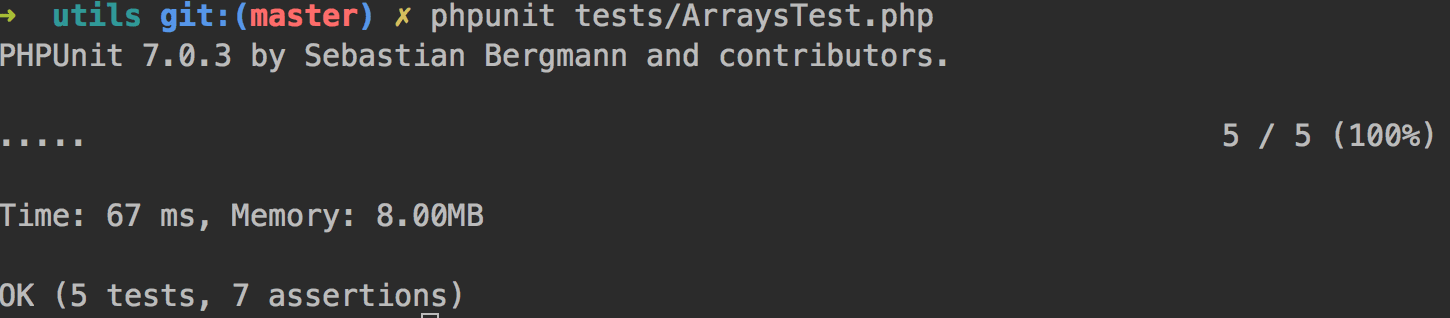 ➜ utils git:(master) ✗ phpunit tests/ArraysTest.php
PHPUnit 7.0.3 by Sebastian Bergmann and contributors.
..... 5 / 5 (100%)
Time: 67 ms, Memory: 8.00MB
OK (5 tests, 7 assertions)